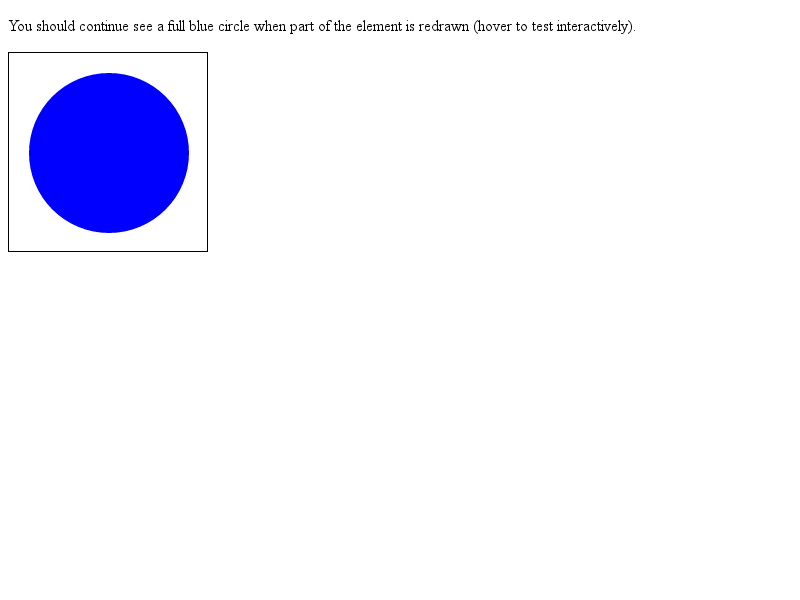 You should continue see a full blue circle when part of the element is redrawn (hover to test interactively).